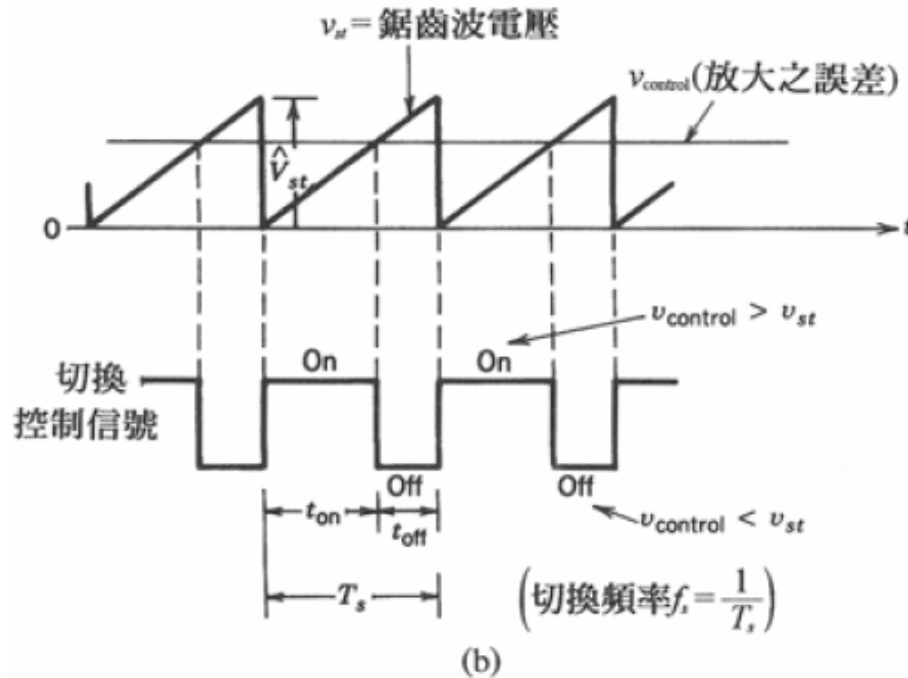 v_st = 鋸齒波電壓
v_control(放大之誤差)
V̂_st
0
t
v_control > v_st
On
On
切換
控制信號
Off
Off
t_on
t_off
v_control < v_st
T_s
(切換頻率f_s = 1/T_s)
(b)